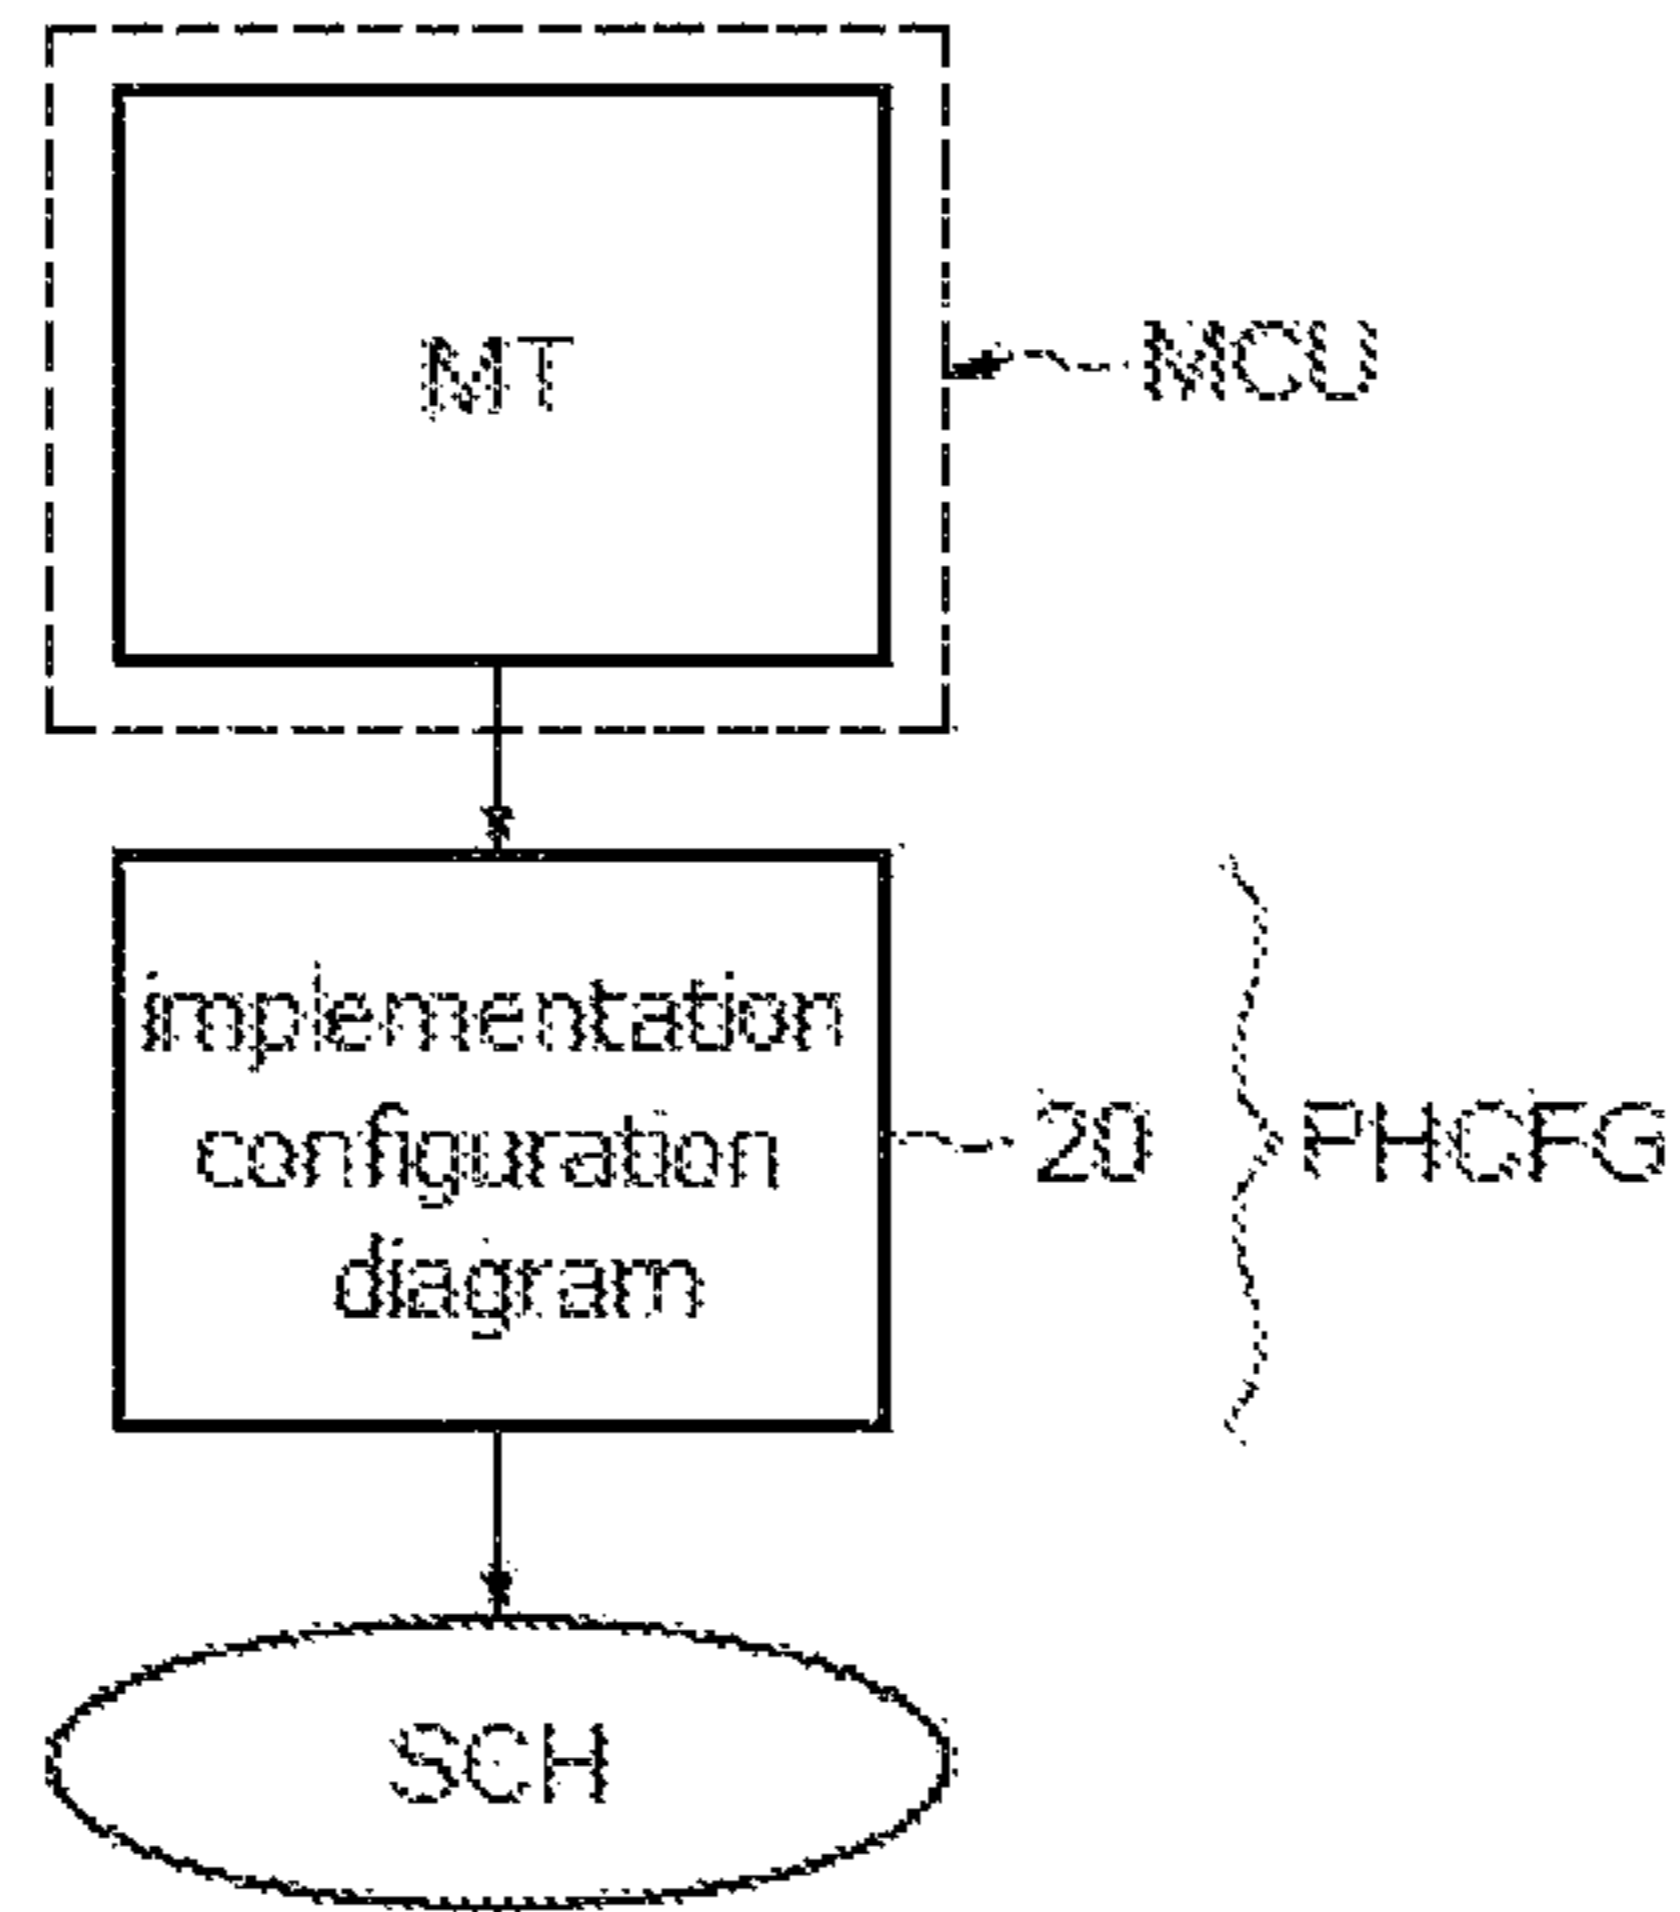 MT
MCU
implementation
configuration
diagram
20
PHCFG
SCH